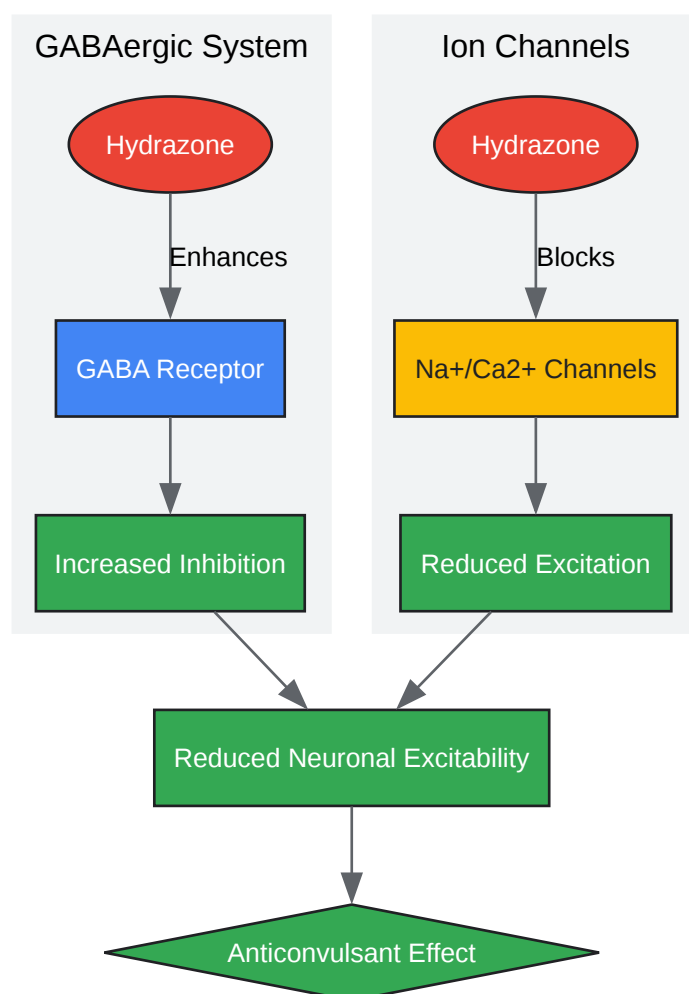 GABAergic System
Hydrazone
Enhances
GABA Receptor
Increased Inhibition
Ion Channels
Hydrazone
Blocks
Na+/Ca2+ Channels
Reduced Excitation
Reduced Neuronal Excitability
Anticonvulsant Effect